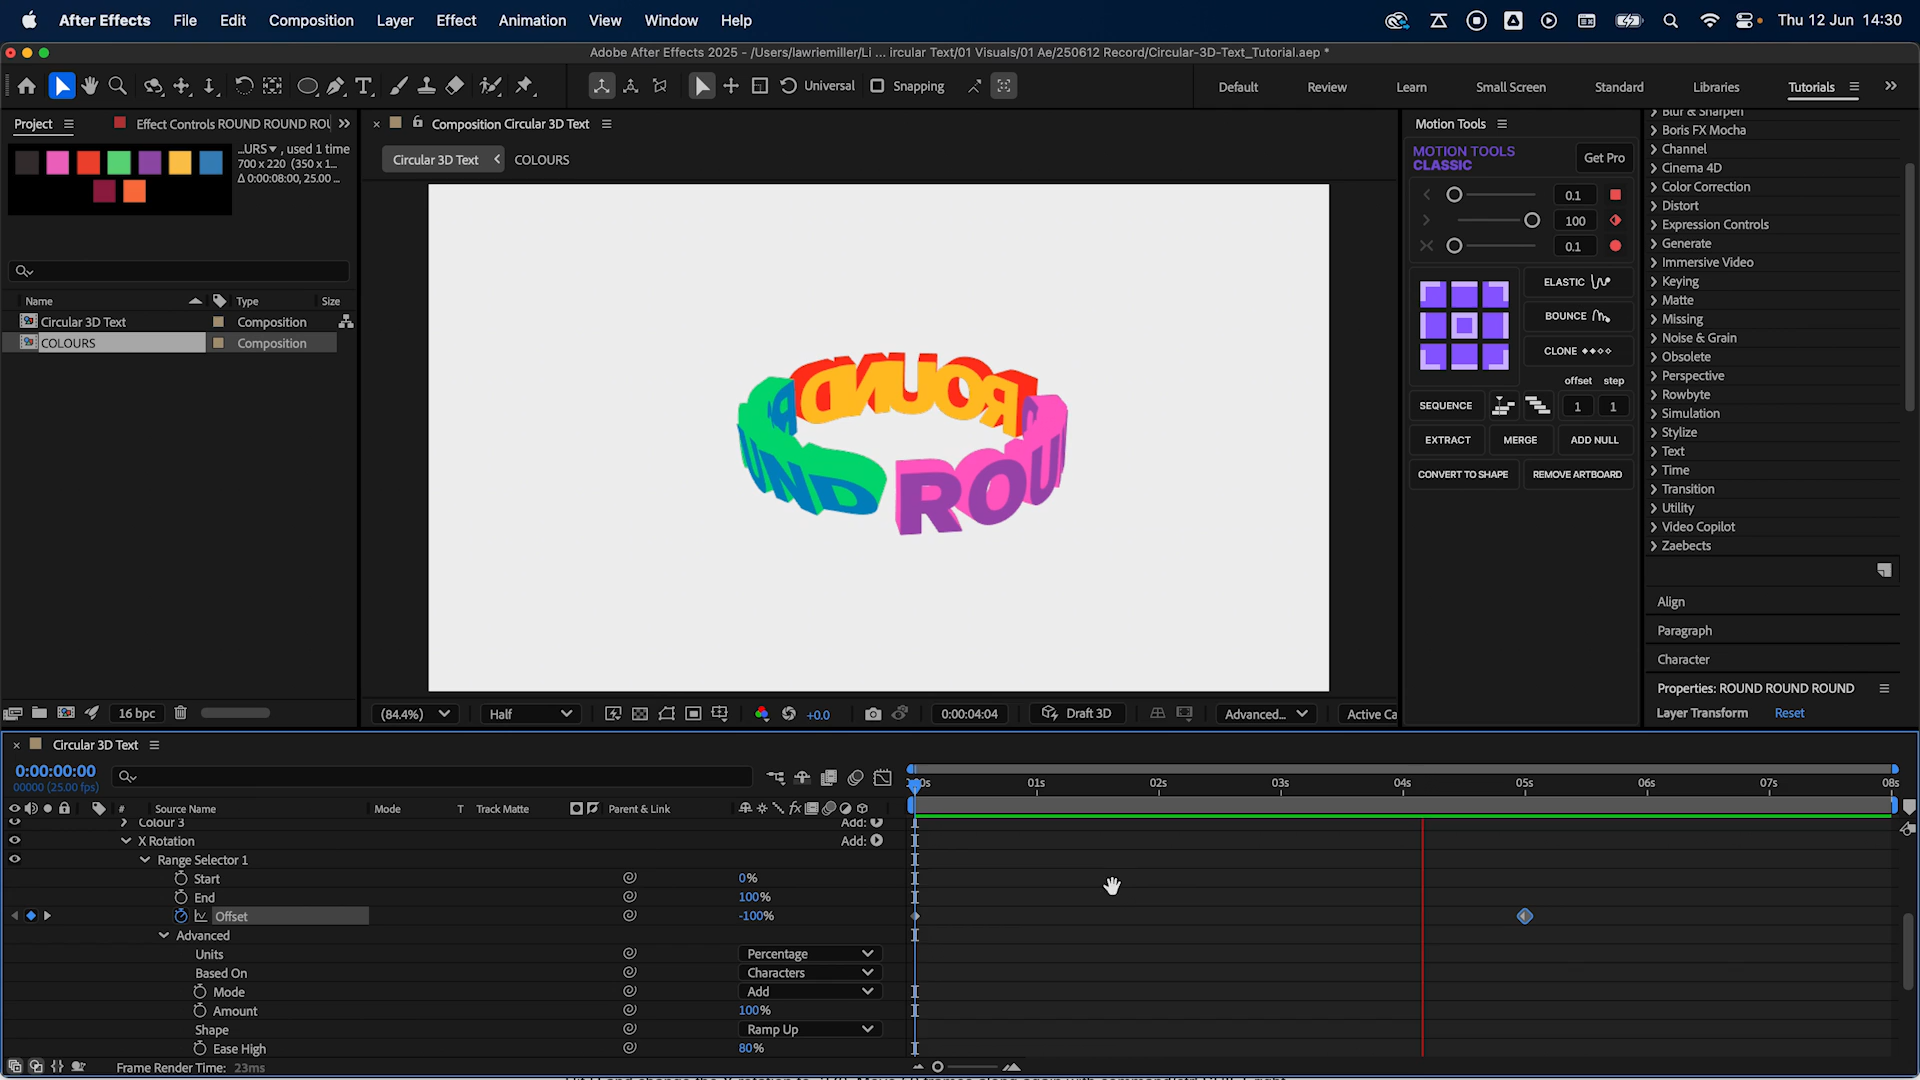 After Effects File Edit Composition Layer Effect Animation View Window Help Thu 12 Jun 14:30
Adobe After Effects 2025 - /Users/lawriemiller/Li ... ircular Text/01 Visuals/01 Ae/250612 Record/Circular-3D-Text_Tutorial.aep *
Universal Snapping Default Review Learn Small Screen Standard Libraries Tutorials
Project Effect Controls ROUND ROUND ROU
...URS , used 1 time
700 x 220 (350 x 1...
Δ 0:00:08:00, 25.00 ...
Name Type Size
Circular 3D Text Composition
COLOURS Composition
16 bpc
Composition Circular 3D Text
Circular 3D Text COLOURS
ROUND
UND ROU
(84.4%) Half +0.0 0:00:04:04 Draft 3D Advanced... Active Ca
Motion Tools
MOTION TOOLS
CLASSIC
Get Pro
0.1
100
0.1
ELASTIC
BOUNCE
CLONE
offset step
SEQUENCE 1 1
EXTRACT MERGE ADD NULL
CONVERT TO SHAPE REMOVE ARTBOARD
Blur & Sharpen
Boris FX Mocha
Channel
Cinema 4D
Color Correction
Distort
Expression Controls
Generate
Immersive Video
Keying
Matte
Missing
Noise & Grain
Obsolete
Perspective
Rowbyte
Simulation
Stylize
Text
Time
Transition
Utility
Video Copilot
Zaebects
Align
Paragraph
Character
Properties: ROUND ROUND ROUND
Layer Transform Reset
Circular 3D Text
0:00:00:00
00000 (25.00 fps)
:00s 01s 02s 03s 04s 05s 06s 07s 08s
# Source Name Mode T Track Matte Parent & Link
Colour 3 Add:
X Rotation Add:
Range Selector 1
Start 0%
End 100%
Offset -100%
Advanced
Units Percentage
Based On Characters
Mode Add
Amount 100%
Shape Ramp Up
Ease High 80%
Frame Render Time: 23ms